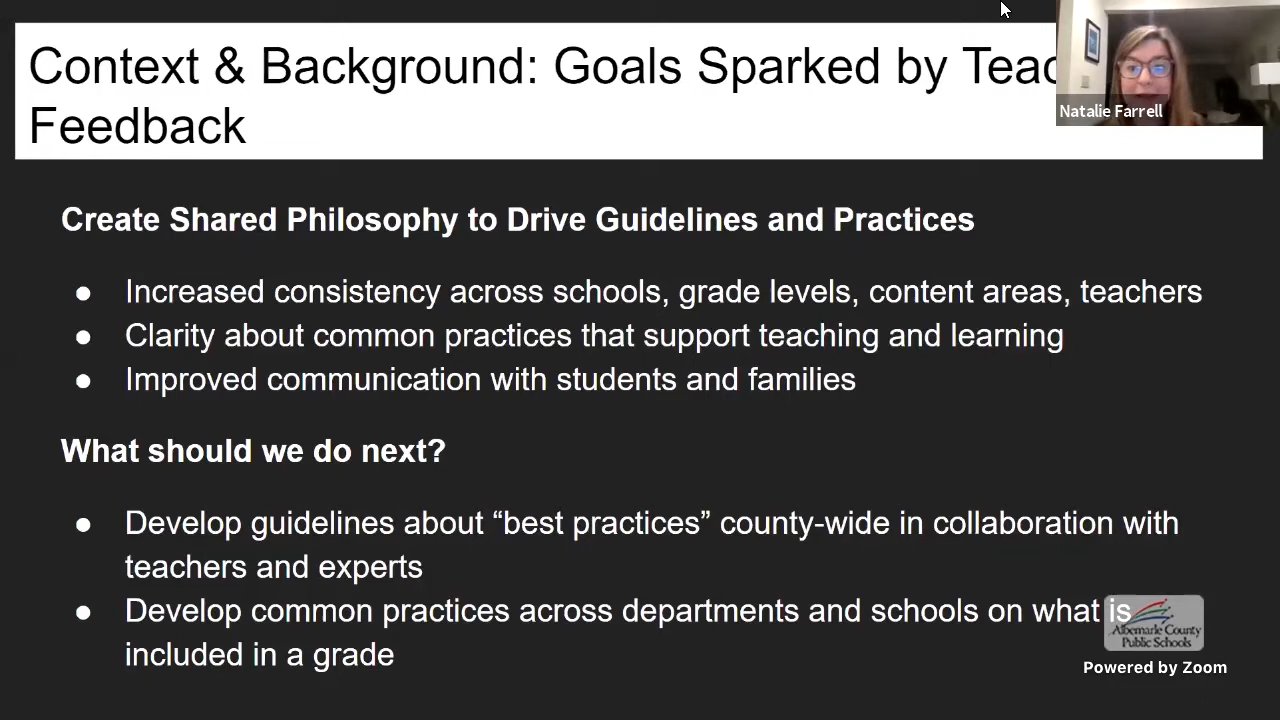 Context & Background: Goals Sparked by
Feedback
Natalie Farrell
Create Shared Philosophy to Drive Guidelines and Practices
● Increased consistency across schools, grade levels, content areas, teachers
● Clarity about common practices that support teaching and learning
● Improved communication with students and families
What should we do next?
● Develop guidelines about “best practices” county-wide in collaboration with
teachers and experts
● Develop common practices across departments and schools on what is
included in a grade
Albemarle County
Public Schools
Powered by Zoom